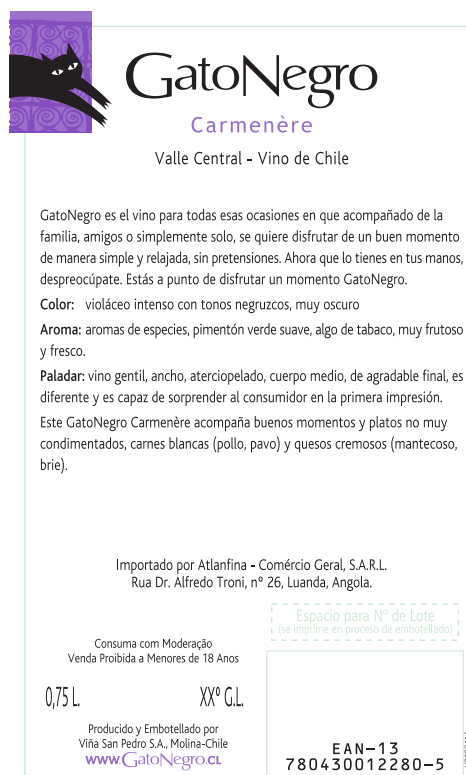 GatoNegro
Carmenère
Valle Central - Vino de Chile
GatoNegro es el vino para todas esas ocasiones en que acompañado de la
familia, amigos o simplemente solo, se quiere disfrutar de un buen momento
de manera simple y relajada, sin pretensiones. Ahora que lo tienes en tus manos,
despreocúpate. Estás a punto de disfrutar un momento GatoNegro.
Color: violáceo intenso con tonos negruzcos, muy oscuro
Aroma: aromas de especies, pimentón verde suave, algo de tabaco, muy frutoso
y fresco.
Paladar: vino gentil, ancho, aterciopelado, cuerpo medio, de agradable final, es
diferente y es capaz de sorprender al consumidor en la primera impresión.
Este GatoNegro Carmenère acompaña buenos momentos y platos no muy
condimentados, carnes blancas (pollo, pavo) y quesos cremosos (mantecoso,
brie).
Importado por Atlanfina - Comércio Geral, S.A.R.L.
Rua Dr. Alfredo Troni, nº 26, Luanda, Angola.
Espacio para Nº de Lote
(se imprime en proceso de embotellado)
Consuma com Moderação
Venda Proibida a Menores de 18 Anos
0,75 L. XXº G.L.
Producido y Embotellado por
Viña San Pedro S.A., Molina-Chile
www.GatoNegro.CL
EAN-13
780430012280-5